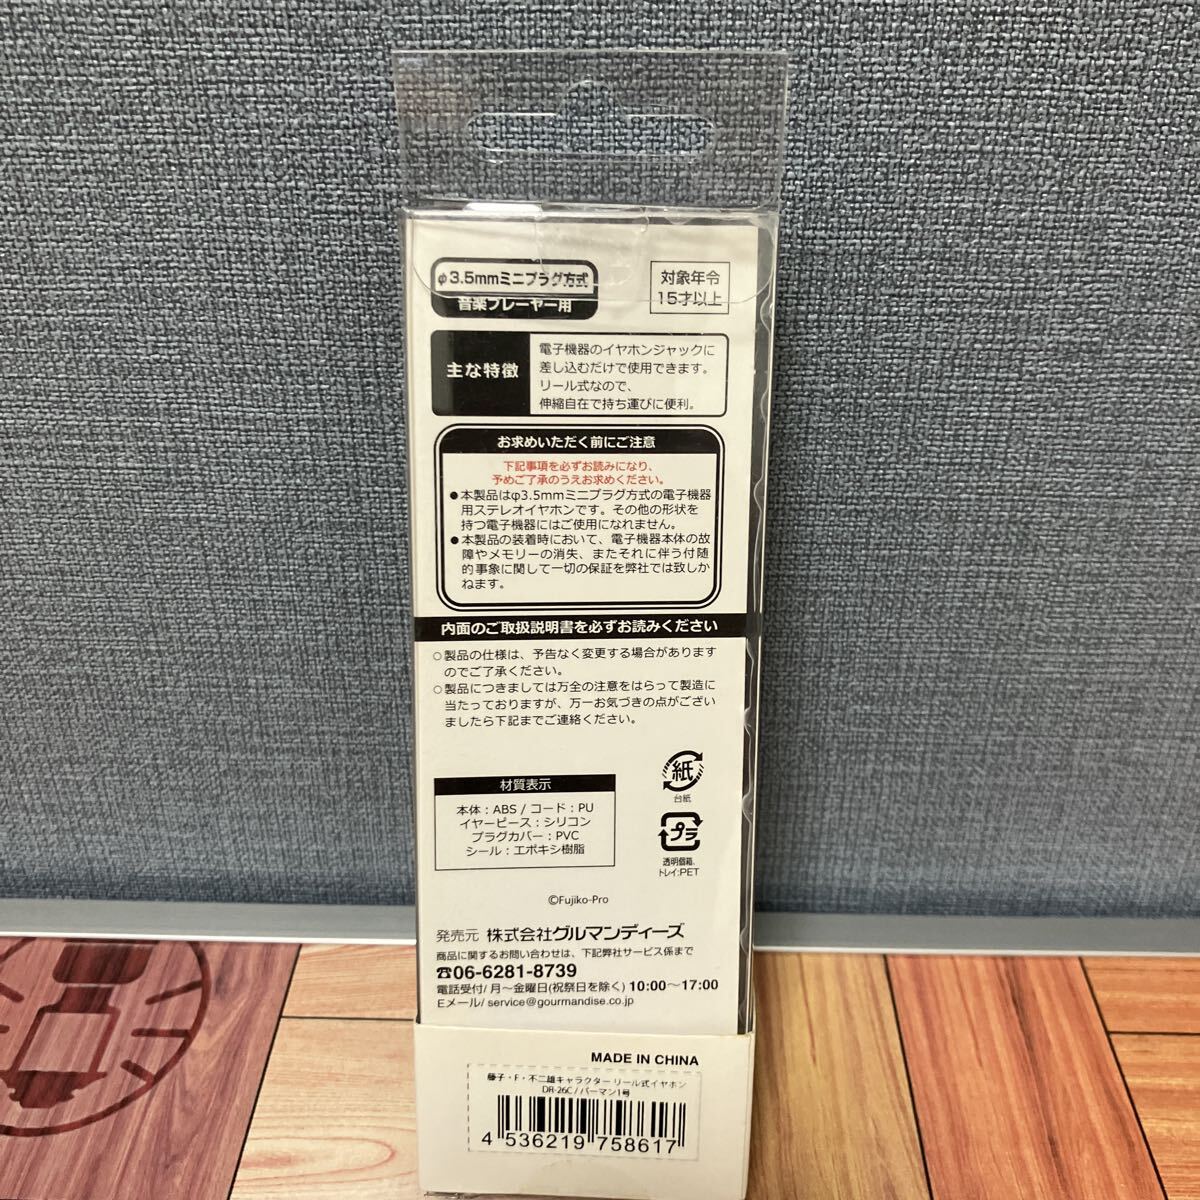 φ3.5mmミニプラグ方式
音楽プレーヤー用
対象年令
15才以上
主な特徴
電子機器のイヤホンジャックに
差し込むだけで使用できます。
リール式なので、
伸縮自在で持ち運びに便利。
お求めいただく前にご注意
下記事項を必ずお読みになり、
予めご了承のうえお求めください。
●本製品はφ3.5mmミニプラグ方式の電子機器
用ステレオイヤホンです。その他の形状を
持つ電子機器にはご使用になれません。
●本製品の装着時において、電子機器本体の故
障やメモリーの消失、またそれに伴う付随
的事象に関して一切の保証を弊社では致しか
ねます。
内面のご取扱説明書を必ずお読みください
○製品の仕様は、予告なく変更する場合があります
のでご了承ください。
○製品につきましては万全の注意をはらって製造に
当たっておりますが、万一お気づきの点がござい
ましたら下記までご連絡ください。
材質表示
本体：ABS / コード：PU
イヤーピース：シリコン
プラグカバー：PVC
シール：エポキシ樹脂
紙
台紙
プラ
透明個箱、
トレイ:PET
©Fujiko-Pro
発売元 株式会社グルマンディーズ
商品に関するお問い合わせは、下記弊社サービス係まで
☎06-6281-8739
電話受付/ 月～金曜日(祝祭日を除く) 10:00～17:00
Eメール/ service@gourmandise.co.jp
MADE IN CHINA
藤子・F・不二雄キャラクター リール式イヤホン
DR-26C / パーマン1号
4 536219 758617